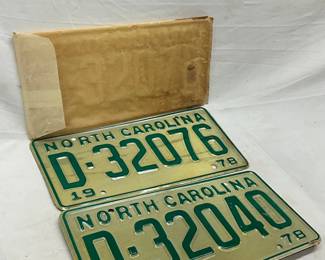 NORTH CAROLINA
D-32076
19 78
NORTH CAROLINA
D-32040
78